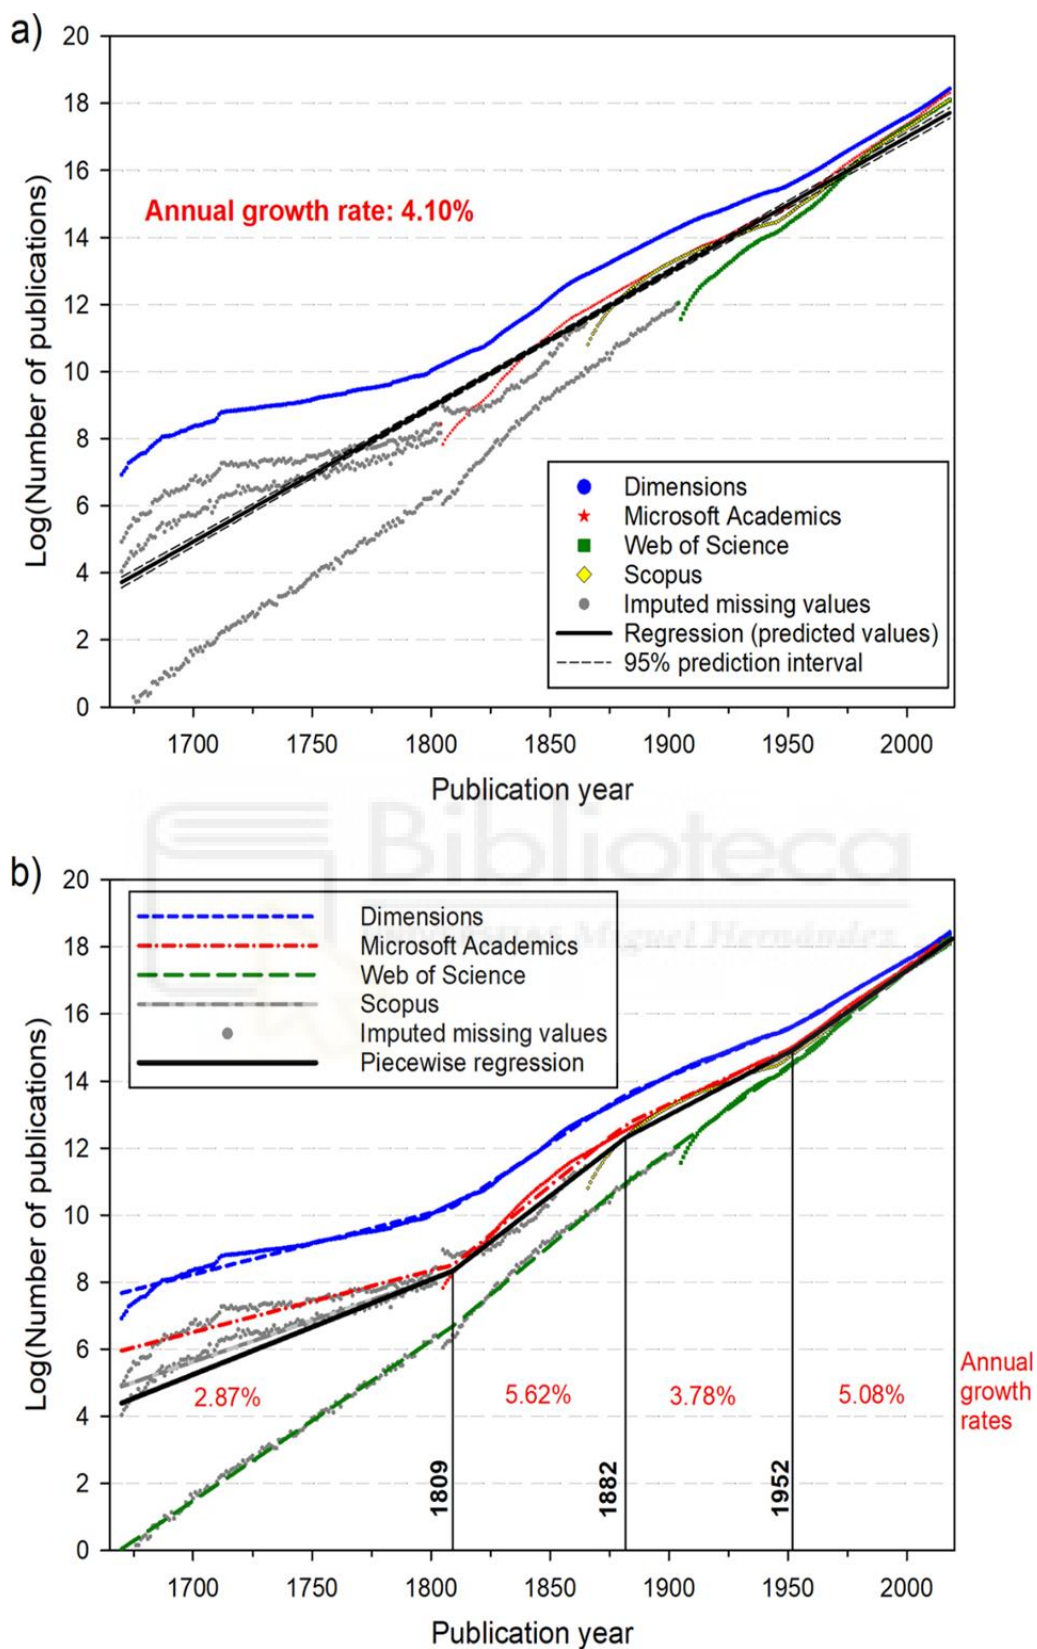 a)
20
18
16
14
12
10
8
6
4
2
0
Log(Number of publications)
Annual growth rate: 4.10%
Dimensions
Microsoft Academics
Web of Science
Scopus
Imputed missing values
Regression (predicted values)
95% prediction interval
1700 1750 1800 1850 1900 1950 2000
Publication year
Biblioteca
Miguel Hernández
b)
20
18
16
14
12
10
8
6
4
2
0
Log(Number of publications)
Dimensions
Microsoft Academics
Web of Science
Scopus
Imputed missing values
Piecewise regression
2.87% 5.62% 3.78% 5.08%
Annual
growth
rates
1809
1882
1952
1700 1750 1800 1850 1900 1950 2000
Publication year